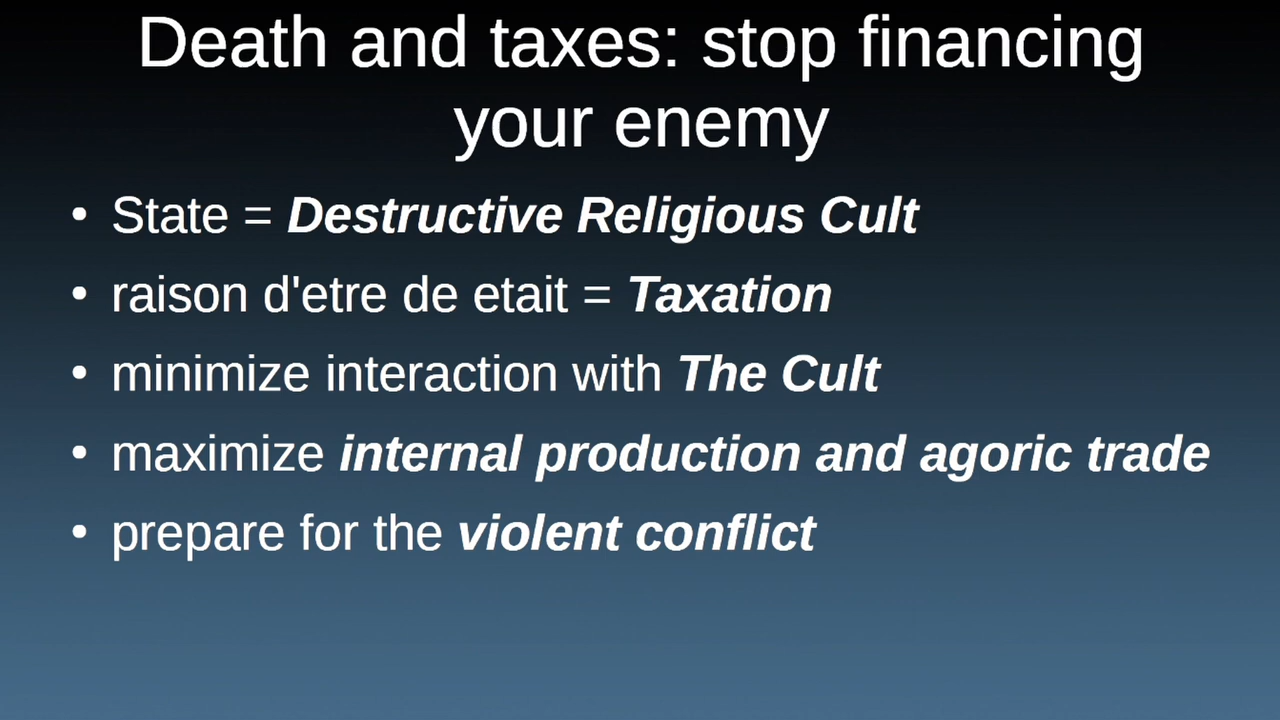 Death and taxes: stop financing
your enemy
• State = Destructive Religious Cult
• raison d'etre de etait = Taxation
• minimize interaction with The Cult
• maximize internal production and agoric trade
• prepare for the violent conflict